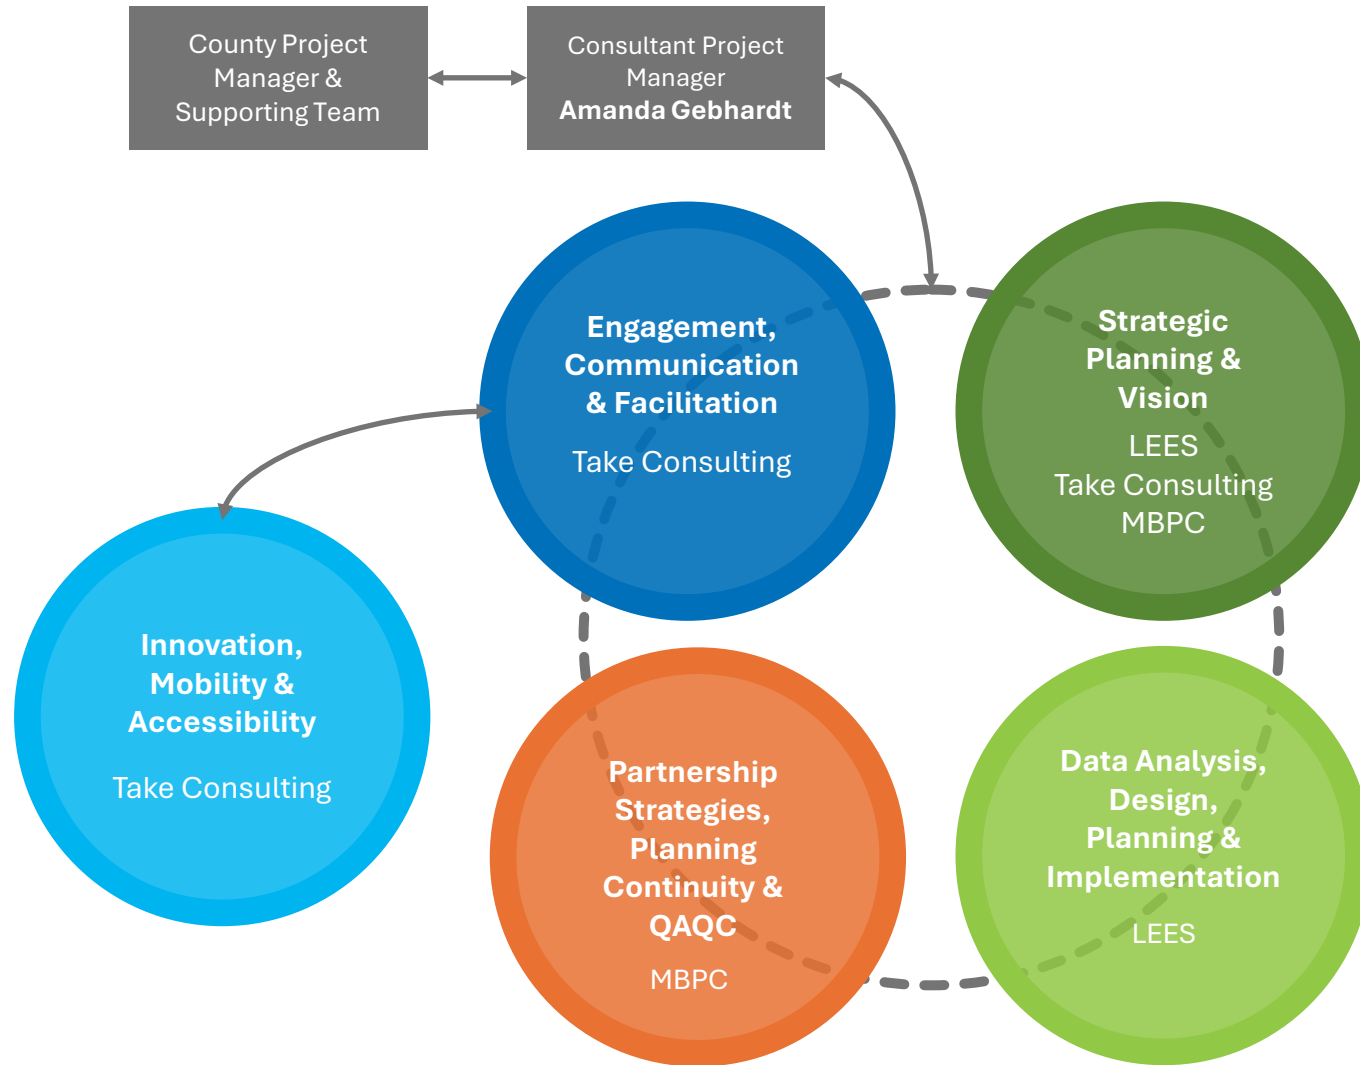 County Project
Manager &
Supporting Team
Consultant Project
Manager
Amanda Gebhardt
Engagement,
Communication
& Facilitation
Take Consulting
Strategic
Planning &
Vision
LEES
Take Consulting
MBPC
Innovation,
Mobility &
Accessibility
Take Consulting
Partnership
Strategies,
Planning
Continuity &
QAQC
MBPC
Data Analysis,
Design,
Planning &
Implementation
LEES